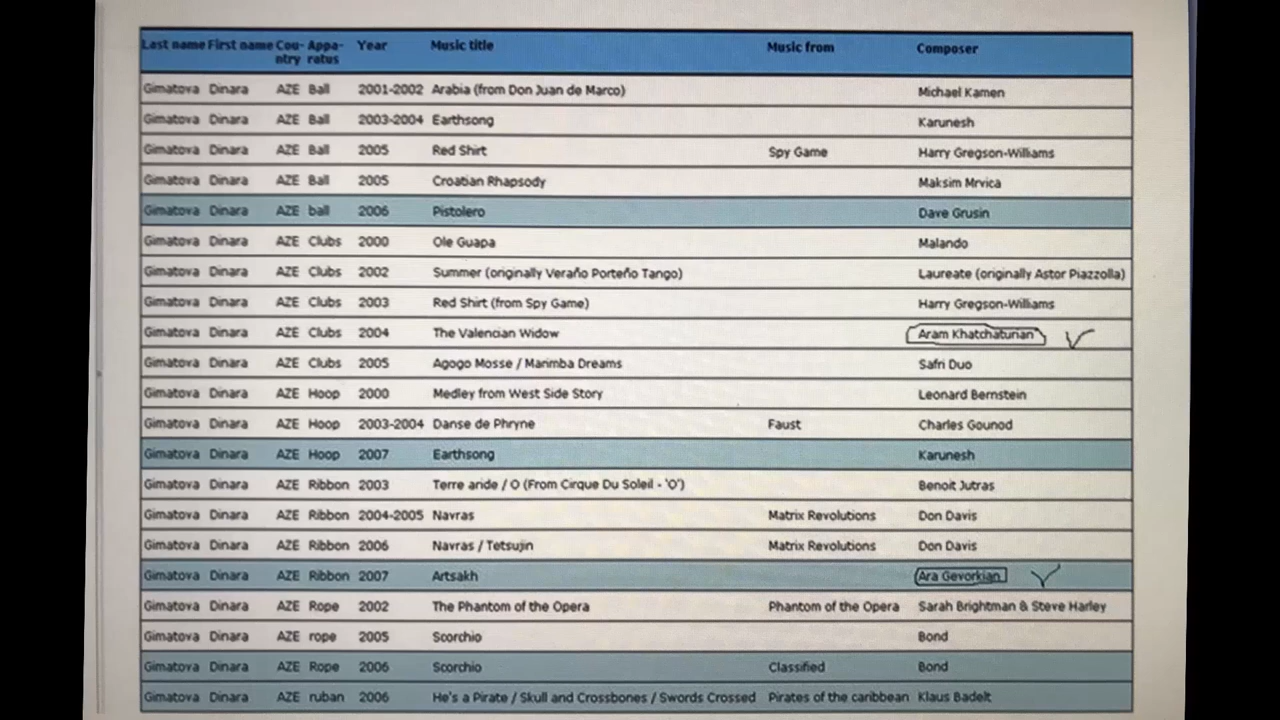 Last name First name Cou- Appa- Year Music title Music from Composer
ntry ratus
Gimatova Dinara AZE Ball 2001-2002 Arabia (from Don Juan de Marco) Michael Kamen
Gimatova Dinara AZE Ball 2003-2004 Earthsong Karunesh
Gimatova Dinara AZE Ball 2005 Red Shirt Spy Game Harry Gregson-Williams
Gimatova Dinara AZE Ball 2005 Croatian Rhapsody Maksim Mrvica
Gimatova Dinara AZE ball 2006 Pistolero Dave Grusin
Gimatova Dinara AZE Clubs 2000 Ole Guapa Malando
Gimatova Dinara AZE Clubs 2002 Summer (originally Veraño Porteño Tango) Laureate (originally Astor Piazzolla)
Gimatova Dinara AZE Clubs 2003 Red Shirt (from Spy Game) Harry Gregson-Williams
Gimatova Dinara AZE Clubs 2004 The Valencian Widow Aram Khatchaturian
Gimatova Dinara AZE Clubs 2005 Agogo Mosse / Marimba Dreams Safri Duo
Gimatova Dinara AZE Hoop 2000 Medley from West Side Story Leonard Bernstein
Gimatova Dinara AZE Hoop 2003-2004 Danse de Phryne Faust Charles Gounod
Gimatova Dinara AZE Hoop 2007 Earthsong Karunesh
Gimatova Dinara AZE Ribbon 2003 Terre aride / O (From Cirque Du Soleil - 'O') Benoit Jutras
Gimatova Dinara AZE Ribbon 2004-2005 Navras Matrix Revolutions Don Davis
Gimatova Dinara AZE Ribbon 2006 Navras / Tetsujin Matrix Revolutions Don Davis
Gimatova Dinara AZE Ribbon 2007 Artsakh Ara Gevorkian
Gimatova Dinara AZE Rope 2002 The Phantom of the Opera Phantom of the Opera Sarah Brightman & Steve Harley
Gimatova Dinara AZE rope 2005 Scorchio Bond
Gimatova Dinara AZE Rope 2006 Scorchio Classified Bond
Gimatova Dinara AZE ruban 2006 He's a Pirate / Skull and Crossbones / Swords Crossed Pirates of the caribbean Klaus Badelt